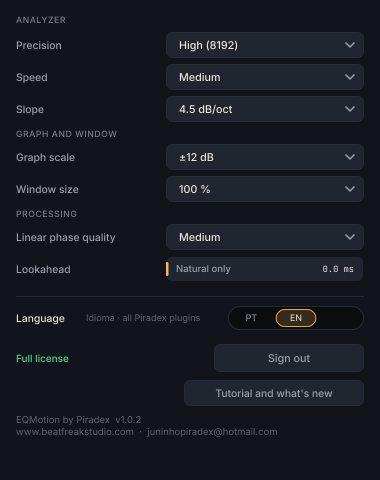 ANALYZER
Precision High (8192)
Speed Medium
Slope 4.5 dB/oct
GRAPH AND WINDOW
Graph scale ±12 dB
Window size 100 %
PROCESSING
Linear phase quality Medium
Lookahead Natural only 0.0 ms
Language Idioma · all Piradex plugins PT EN
Full license Sign out
Tutorial and what's new
EQMotion by Piradex v1.0.2
www.beatfreakstudio.com · juninhopiradex@hotmail.com